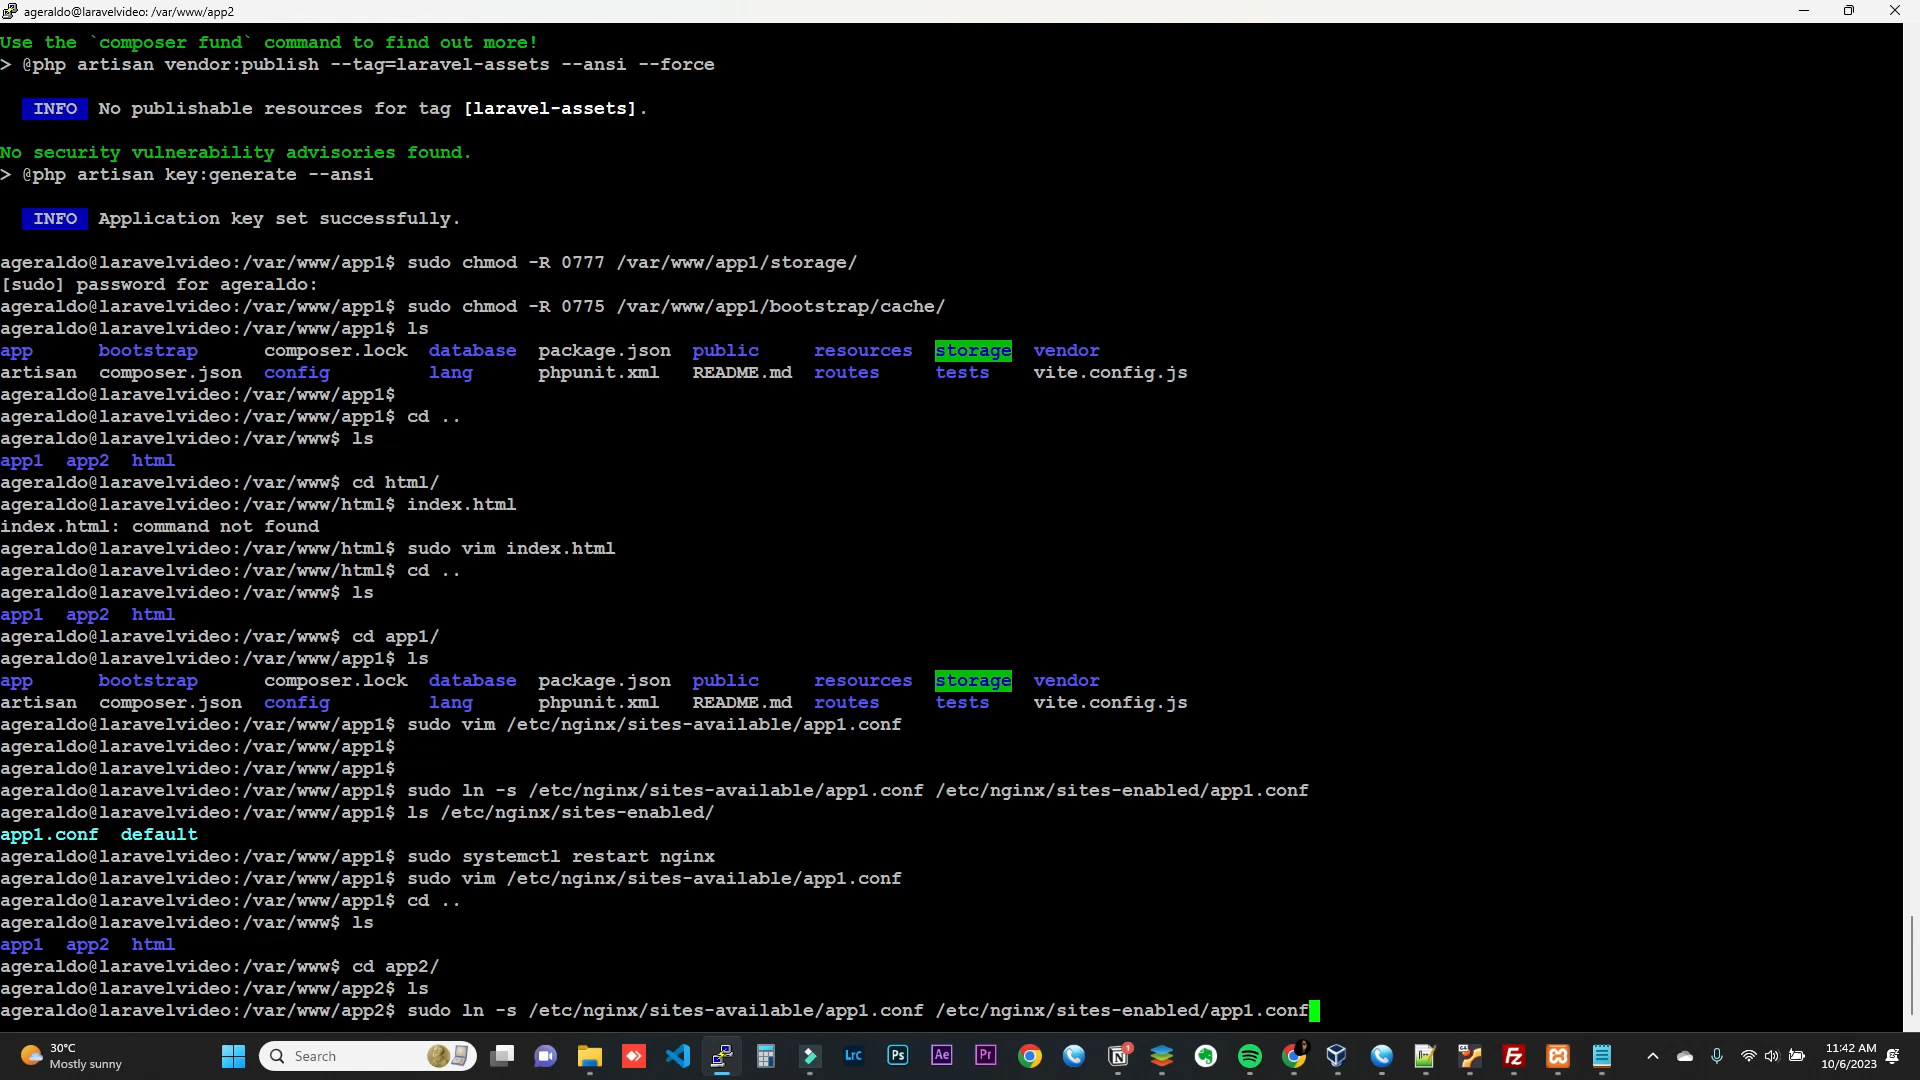 ageraldo@laravelvideo: /var/www/app2
Use the `composer fund` command to find out more!
> @php artisan vendor:publish --tag=laravel-assets --ansi --force
INFO No publishable resources for tag [laravel-assets].
No security vulnerability advisories found.
> @php artisan key:generate --ansi
INFO Application key set successfully.
ageraldo@laravelvideo:/var/www/app1$ sudo chmod -R 0777 /var/www/app1/storage/
[sudo] password for ageraldo:
ageraldo@laravelvideo:/var/www/app1$ sudo chmod -R 0775 /var/www/app1/bootstrap/cache/
ageraldo@laravelvideo:/var/www/app1$ ls
app bootstrap composer.lock database package.json public resources storage vendor
artisan composer.json config lang phpunit.xml README.md routes tests vite.config.js
ageraldo@laravelvideo:/var/www/app1$
ageraldo@laravelvideo:/var/www/app1$ cd ..
ageraldo@laravelvideo:/var/www$ ls
app1 app2 html
ageraldo@laravelvideo:/var/www$ cd html/
ageraldo@laravelvideo:/var/www/html$ index.html
index.html: command not found
ageraldo@laravelvideo:/var/www/html$ sudo vim index.html
ageraldo@laravelvideo:/var/www/html$ cd ..
ageraldo@laravelvideo:/var/www$ ls
app1 app2 html
ageraldo@laravelvideo:/var/www$ cd app1/
ageraldo@laravelvideo:/var/www/app1$ ls
app bootstrap composer.lock database package.json public resources storage vendor
artisan composer.json config lang phpunit.xml README.md routes tests vite.config.js
ageraldo@laravelvideo:/var/www/app1$ sudo vim /etc/nginx/sites-available/app1.conf
ageraldo@laravelvideo:/var/www/app1$
ageraldo@laravelvideo:/var/www/app1$
ageraldo@laravelvideo:/var/www/app1$ sudo ln -s /etc/nginx/sites-available/app1.conf /etc/nginx/sites-enabled/app1.conf
ageraldo@laravelvideo:/var/www/app1$ ls /etc/nginx/sites-enabled/
app1.conf default
ageraldo@laravelvideo:/var/www/app1$ sudo systemctl restart nginx
ageraldo@laravelvideo:/var/www/app1$ sudo vim /etc/nginx/sites-available/app1.conf
ageraldo@laravelvideo:/var/www/app1$ cd ..
ageraldo@laravelvideo:/var/www$ ls
app1 app2 html
ageraldo@laravelvideo:/var/www$ cd app2/
ageraldo@laravelvideo:/var/www/app2$ ls
ageraldo@laravelvideo:/var/www/app2$ sudo ln -s /etc/nginx/sites-available/app1.conf /etc/nginx/sites-enabled/app1.conf
30°C
Mostly sunny
Search
Lrc Ps Ae Pr
1
Fz
11:42 AM
10/6/2023